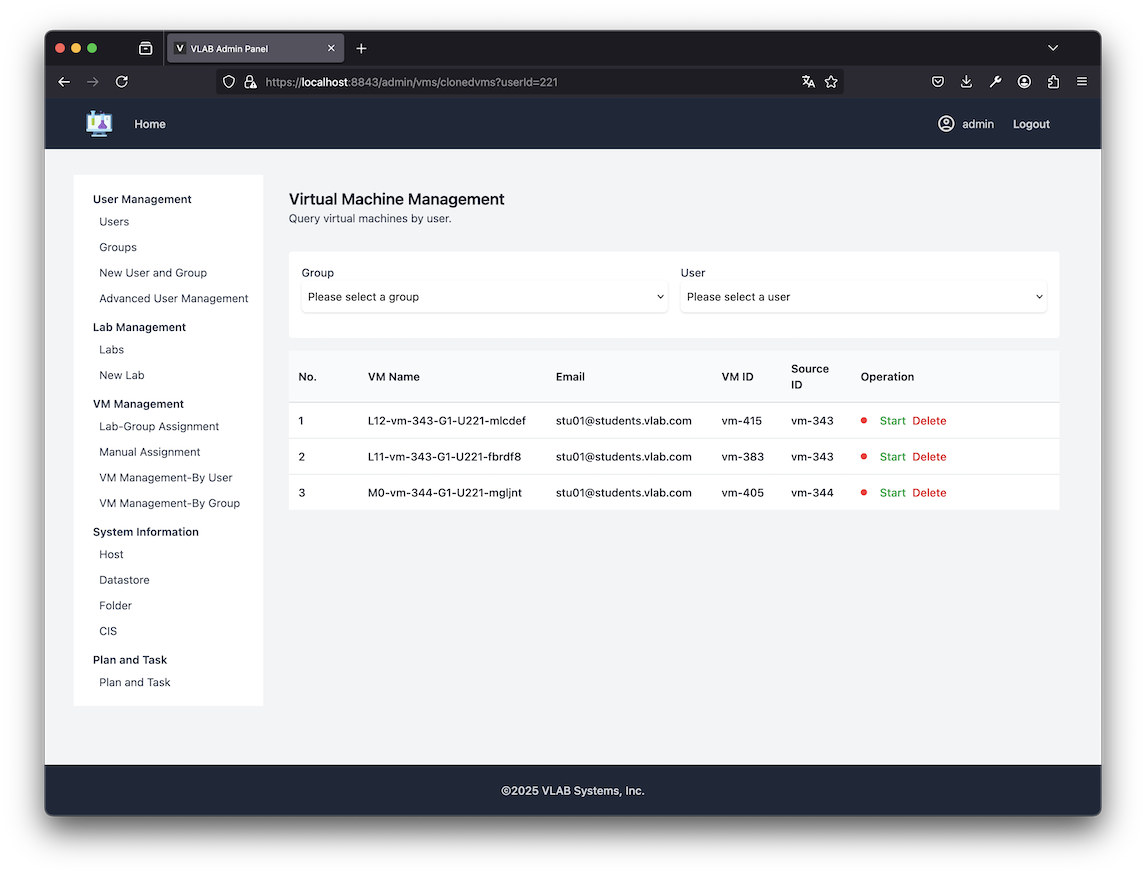 V VLAB Admin Panel
https://localhost:8843/admin/vms/clonedvms?userId=221
Home
admin Logout
User Management
Users
Groups
New User and Group
Advanced User Management
Lab Management
Labs
New Lab
VM Management
Lab-Group Assignment
Manual Assignment
VM Management-By User
VM Management-By Group
System Information
Host
Datastore
Folder
CIS
Plan and Task
Plan and Task
Virtual Machine Management
Query virtual machines by user.
Group User
Please select a group Please select a user
No. VM Name Email VM ID Source ID Operation
1 L12-vm-343-G1-U221-mlcdef stu01@students.vlab.com vm-415 vm-343 Start Delete
2 L11-vm-343-G1-U221-fbrdf8 stu01@students.vlab.com vm-383 vm-343 Start Delete
3 M0-vm-344-G1-U221-mgljnt stu01@students.vlab.com vm-405 vm-344 Start Delete
©2025 VLAB Systems, Inc.